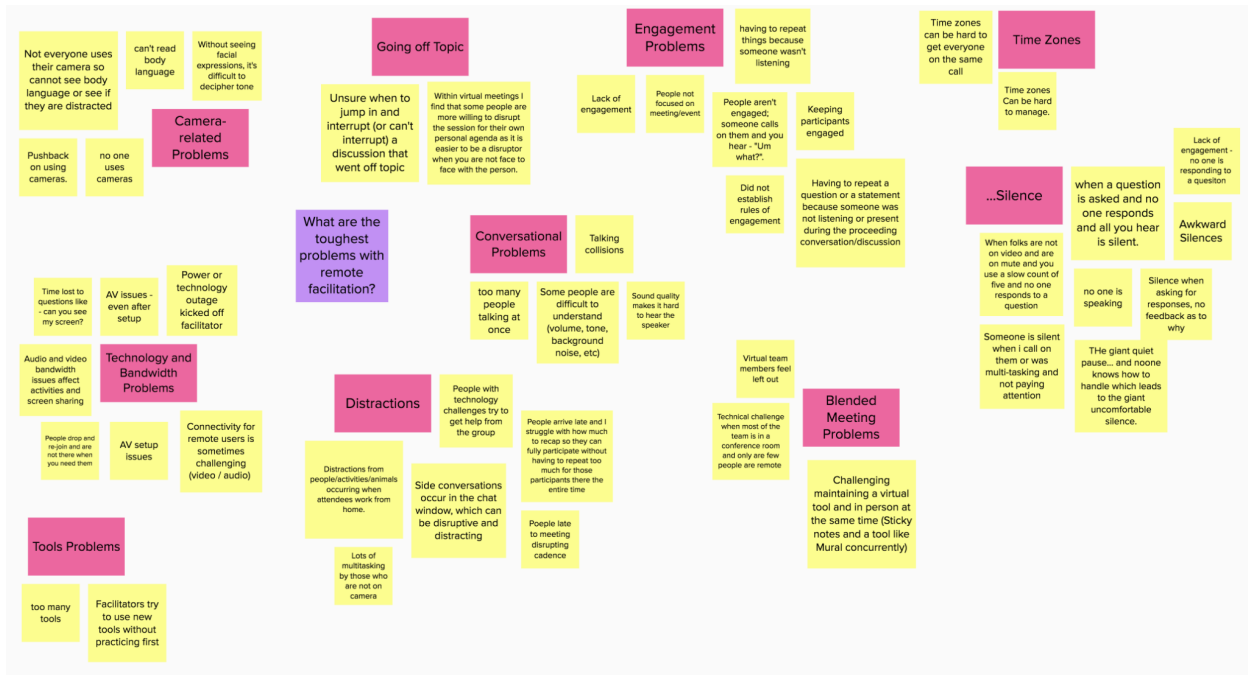 Not everyone uses
their camera so
cannot see body
language or see if
they are distracted
can't read
body
language
Without seeing
facial
expressions, it's
difficult to
decipher tone
Camera-
related
Problems
Pushback
on using
cameras.
no one
uses
cameras
Going off Topic
Unsure when to
jump in and
interrupt (or can't
interrupt) a
discussion that
went off topic
Within virtual meetings I
find that some people are
more willing to disrupt
the session for their own
personal agenda as it is
easier to be a disruptor
when you are not face to
face with the person.
Engagement
Problems
having to repeat
things because
someone wasn't
listening
Lack of
engagement
People not
focused on
meeting/event
People aren't
engaged;
someone calls
on them and you
hear - "Um
what?".
Keeping
participants
engaged
Did not
establish
rules of
engagement
Having to repeat a
question or a statement
because someone was
not listening or present
during the proceeding
conversation/discussion
Time zones
can be hard to
get everyone
on the same
call
Time Zones
Time zones
Can be hard
to manage.
Lack of
engagement -
no one is
responding to
a quesiton
...Silence
when a question
is asked and no
one responds
and all you hear
is silent.
Awkward
Silences
When folks are not
on video and are
on mute and you
use a slow count of
five and no one
responds to a
question
no one is
speaking
Silence when
asking for
responses, no
feedback as to
why
Someone is silent
when i call on
them or was
multi-tasking and
not paying
attention
THe giant quiet
pause... and noone
knows how to
handle which leads
to the giant
uncomfortable
silence.
What are the
toughest
problems with
remote
facilitation?
Conversational
Problems
Talking
collisions
too many
people
talking at
once
Some people are
difficult to
understand
(volume, tone,
background
noise, etc)
Sound quality
makes it hard
to hear the
speaker
Time lost to
questions like
- can you see
my screen?
AV issues -
even after
setup
Power or
technology
outage
kicked off
facilitator
Audio and video
bandwidth
issues affect
activities and
screen sharing
Technology and
Bandwidth
Problems
People drop and
re-join and are
not there when
you need them
AV setup
issues
Connectivity for
remote users is
sometimes
challenging
(video / audio)
Distractions
People with
technology
challenges try to
get help from
the group
People arrive late and I
struggle with how much
to recap so they can
fully participate without
having to repeat too
much for those
participants there the
entire time
Distractions from
people/activities/animals
occurring when
attendees work from
home.
Side conversations
occur in the chat
window, which can
be disruptive and
distracting
Poeple late
to meeting
disrupting
cadence
Lots of
multitasking
by those who
are not on
camera
Virtual team
members feel
left out
Blended
Meeting
Problems
Technical challenge
when most of the
team is in a
conference room
and only are few
people are remote
Challenging
maintaining a virtual
tool and in person at
the same time (Sticky
notes and a tool like
Mural concurrently)
Tools Problems
too many
tools
Facilitators try
to use new
tools without
practicing first